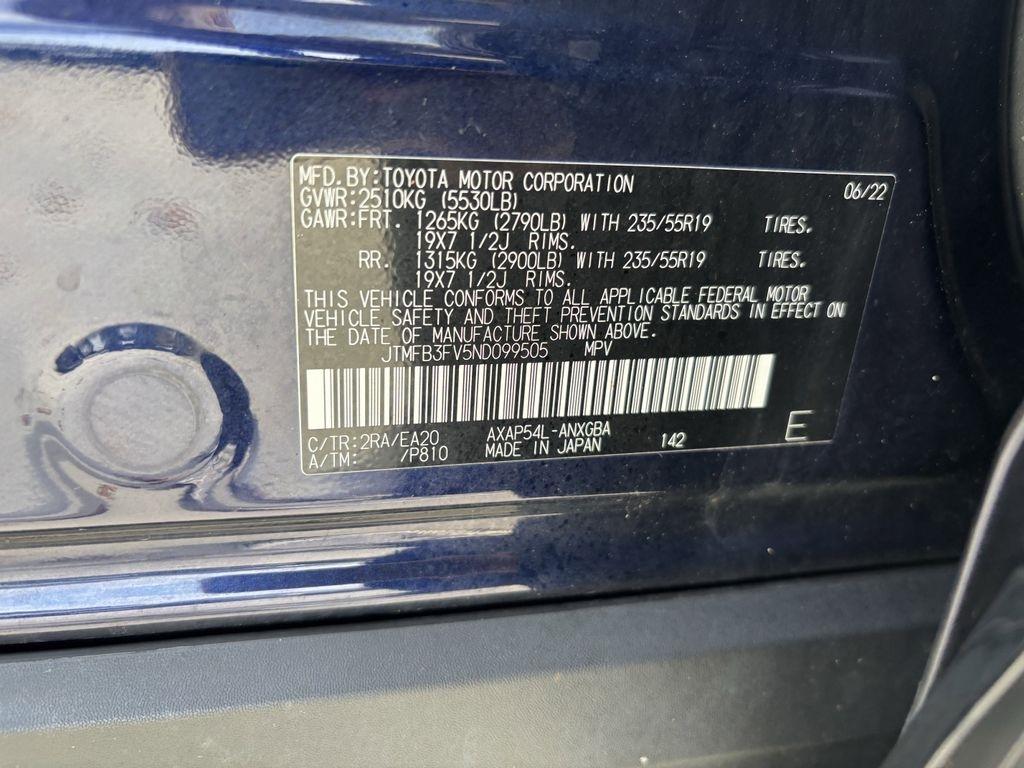 MFD.BY:TOYOTA MOTOR CORPORATION 06/22
GVWR:2510KG (5530LB)
GAWR:FRT. 1265KG (2790LB) WITH 235/55R19 TIRES.
19X7 1/2J RIMS.
RR. 1315KG (2900LB) WITH 235/55R19 TIRES.
19X7 1/2J RIMS.
THIS VEHICLE CONFORMS TO ALL APPLICABLE FEDERAL MOTOR
VEHICLE SAFETY AND THEFT PREVENTION STANDARDS IN EFFECT ON
THE DATE OF MANUFACTURE SHOWN ABOVE.
JTMFB3FV5ND099505 MPV
C/TR:2RA/EA20 AXAP54L-ANXGBA 142 E
A/TM: /P810 MADE IN JAPAN